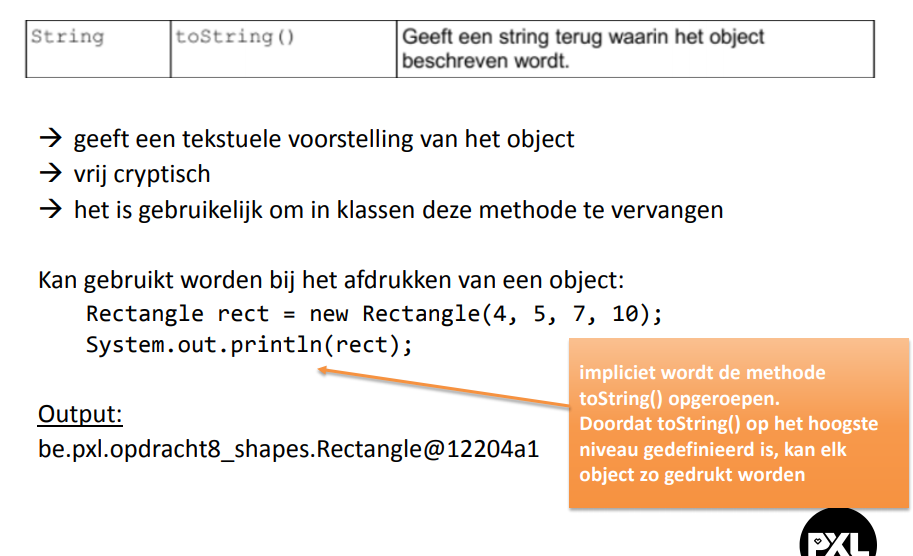 String toString() Geeft een string terug waarin het object
beschreven wordt.
→ geeft een tekstuele voorstelling van het object
→ vrij cryptisch
→ het is gebruikelijk om in klassen deze methode te vervangen
Kan gebruikt worden bij het afdrukken van een object:
Rectangle rect = new Rectangle(4, 5, 7, 10);
System.out.println(rect);
impliciet wordt de methode
toString() opgeroepen.
Doordat toString() op het hoogste
niveau gedefinieerd is, kan elk
object zo gedrukt worden
Output:
be.pxl.opdracht8_shapes.Rectangle@12204a1
PXL